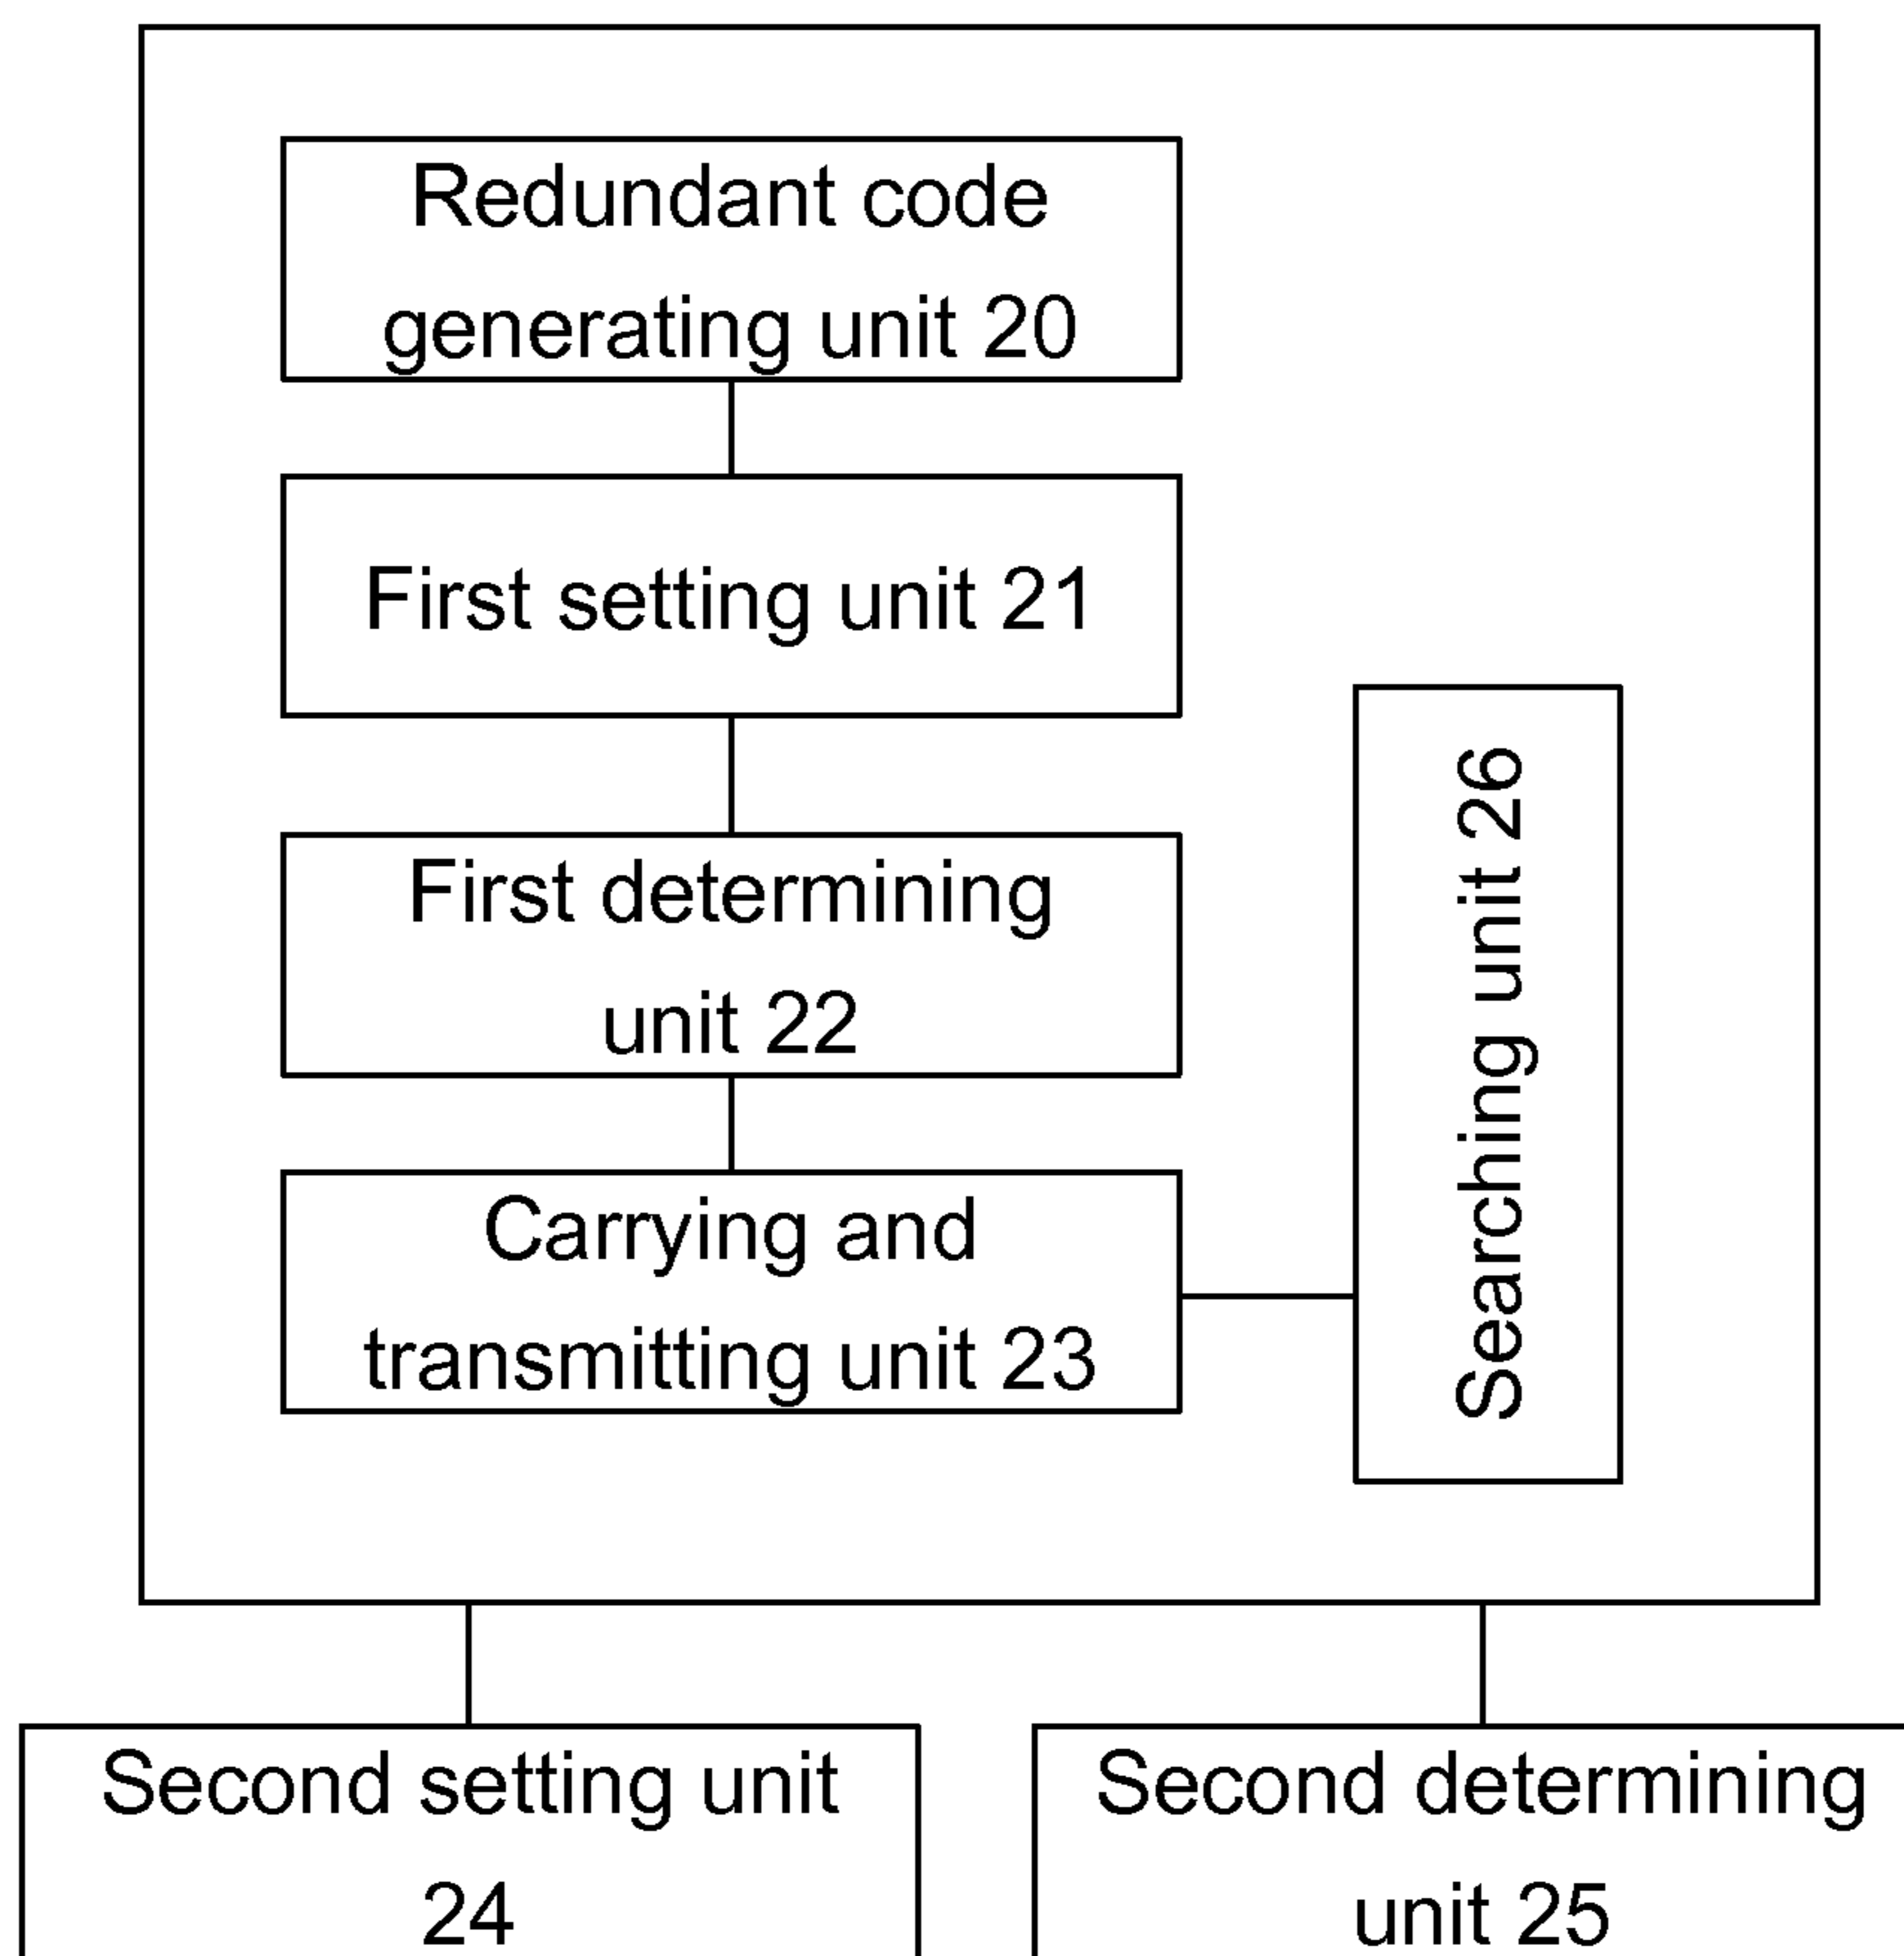 Redundant code
generating unit 20
First setting unit 21
First determining
unit 22
Carrying and
transmitting unit 23
Searching unit 26
Second setting unit
24
Second determining
unit 25